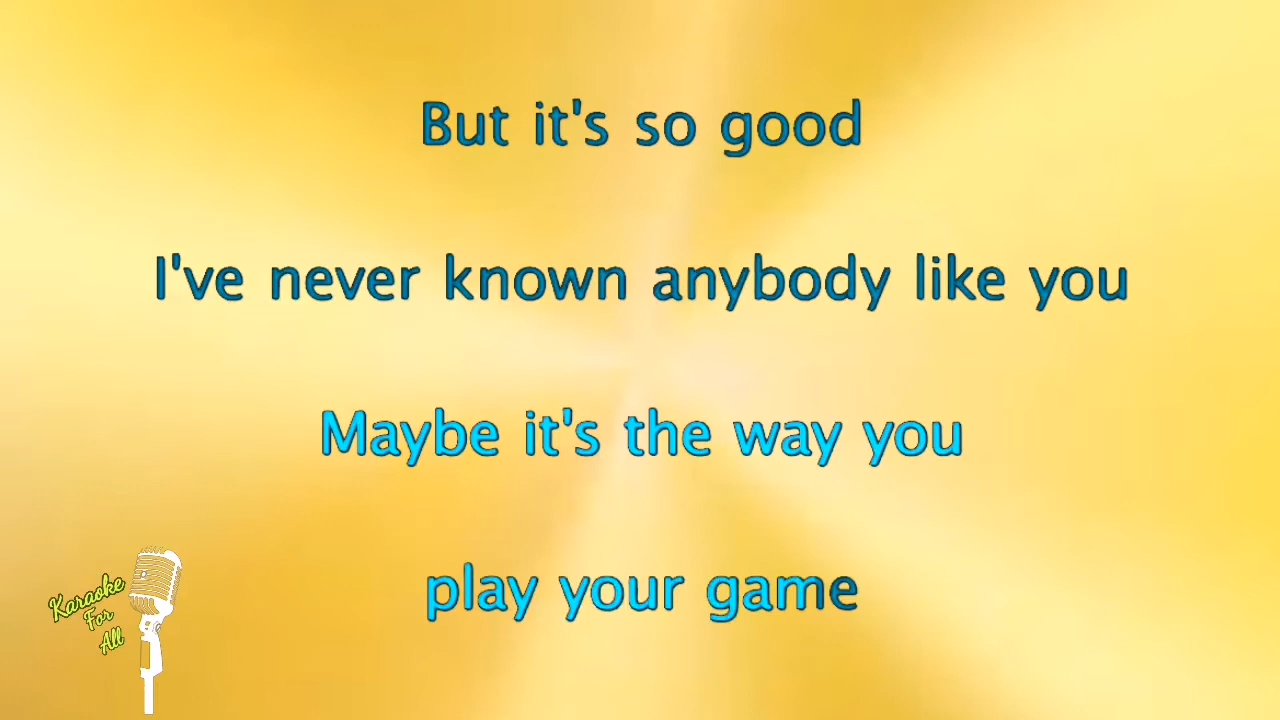 But it's so good
I've never known anybody like you
Maybe it's the way you
play your game
Karaoke
For
All